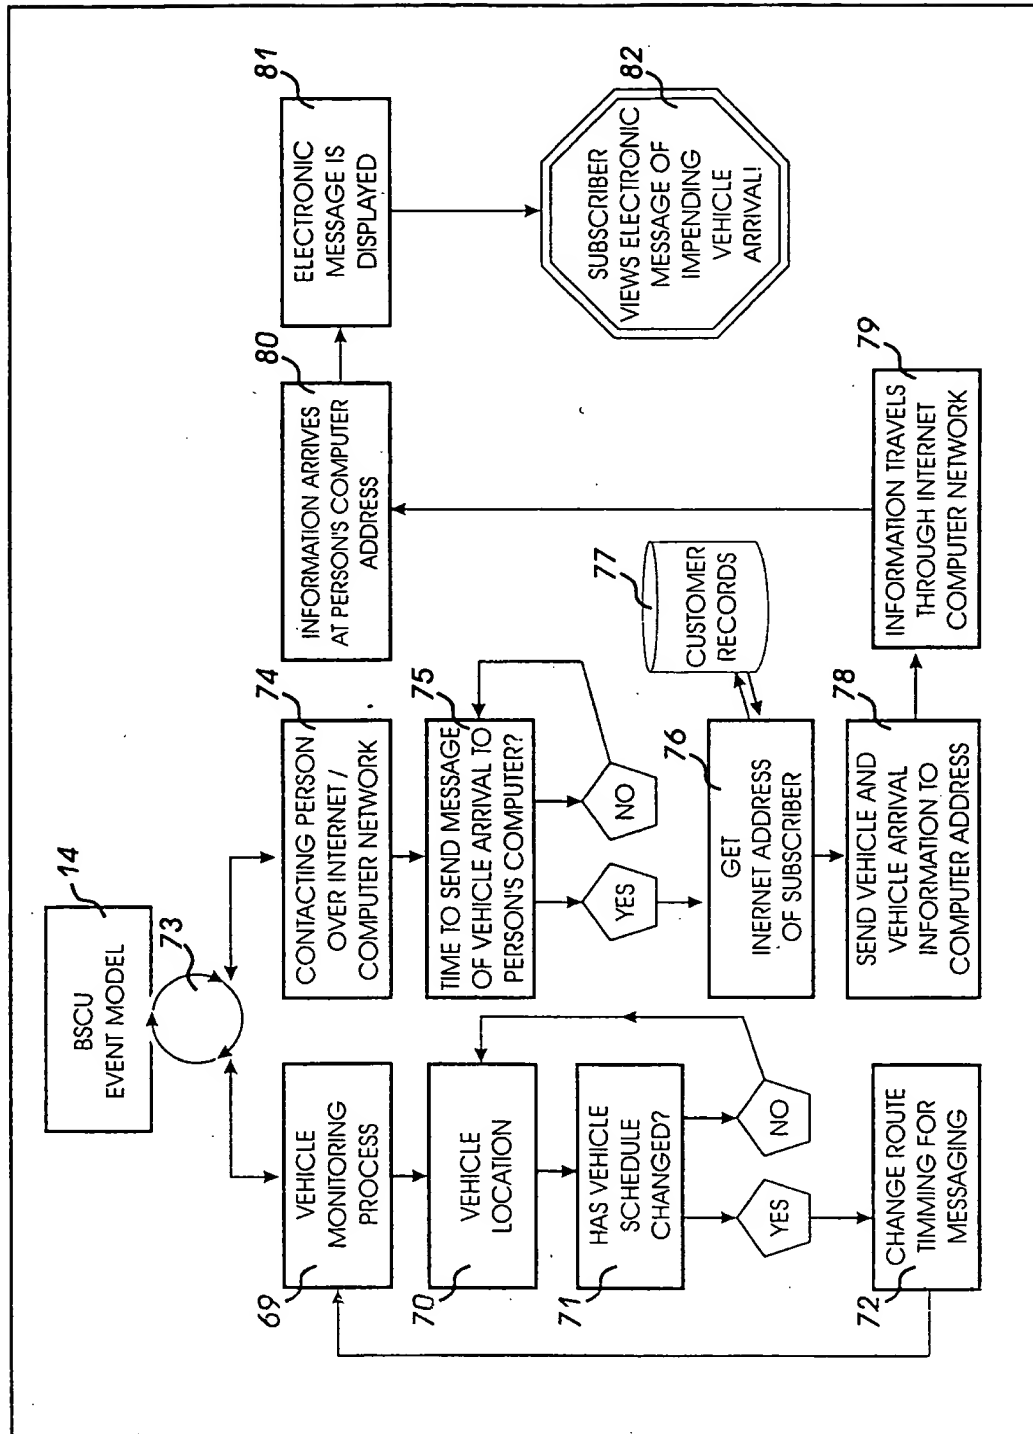 14
BSCU
EVENT MODEL
73
69
VEHICLE
MONITORING
PROCESS
70
VEHICLE
LOCATION
71
HAS VEHICLE
SCHEDULE
CHANGED?
YES
NO
72
CHANGE ROUTE
TIMMING FOR
MESSAGING
74
CONTACTING PERSON
OVER INTERNET /
COMPUTER NETWORK
75
TIME TO SEND MESSAGE
OF VEHICLE ARRIVAL TO
PERSON'S COMPUTER?
YES
NO
76
GET
INERNET ADDRESS
OF SUBSCRIBER
77
CUSTOMER
RECORDS
78
SEND VEHICLE AND
VEHICLE ARRIVAL
INFORMATION TO
COMPUTER ADDRESS
79
INFORMATION TRAVELS
THROUGH INTERNET
COMPUTER NETWORK
80
INFORMATION ARRIVES
AT PERSON'S COMPUTER
ADDRESS
81
ELECTRONIC
MESSAGE IS
DISPLAYED
82
SUBSCRIBER
VIEWS ELECTRONIC
MESSAGE OF
IMPENDING
VEHICLE
ARRIVAL!